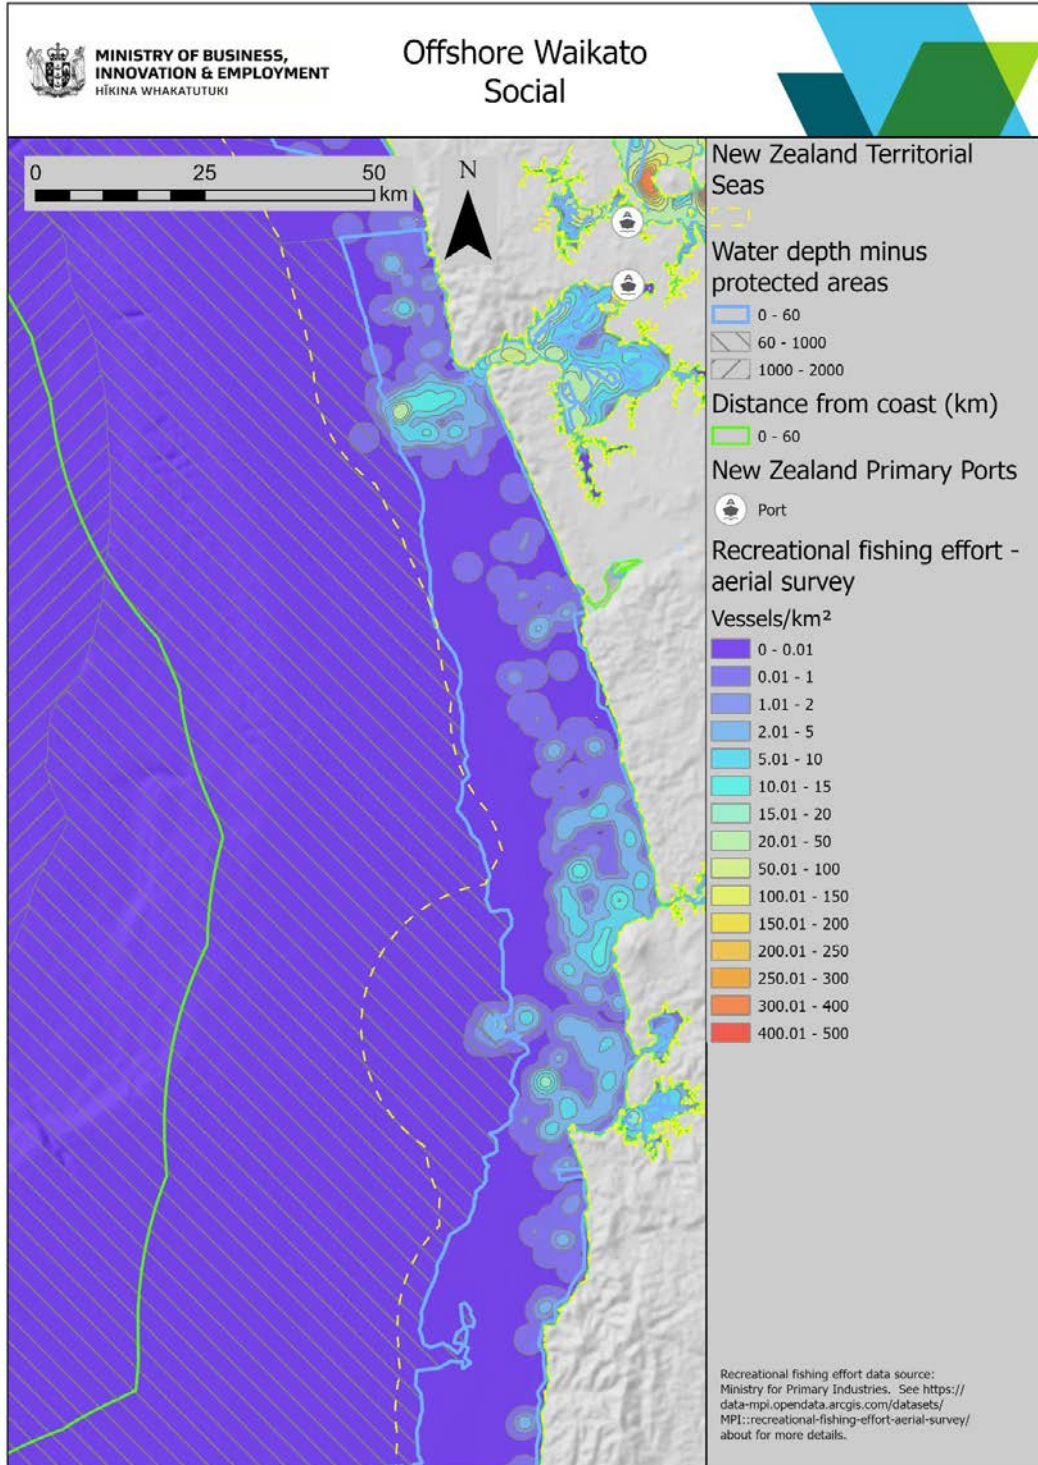 MINISTRY OF BUSINESS,
INNOVATION & EMPLOYMENT
HĪKINA WHAKATUTUKI
Offshore Waikato
Social
0 25 50
km
N
New Zealand Territorial
Seas
Water depth minus
protected areas
0 - 60
60 - 1000
1000 - 2000
Distance from coast (km)
0 - 60
New Zealand Primary Ports
Port
Recreational fishing effort -
aerial survey
Vessels/km²
0 - 0.01
0.01 - 1
1.01 - 2
2.01 - 5
5.01 - 10
10.01 - 15
15.01 - 20
20.01 - 50
50.01 - 100
100.01 - 150
150.01 - 200
200.01 - 250
250.01 - 300
300.01 - 400
400.01 - 500
Recreational fishing effort data source:
Ministry for Primary Industries. See https://
data-mpi.opendata.arcgis.com/datasets/
MPI::recreational-fishing-effort-aerial-survey/
about for more details.